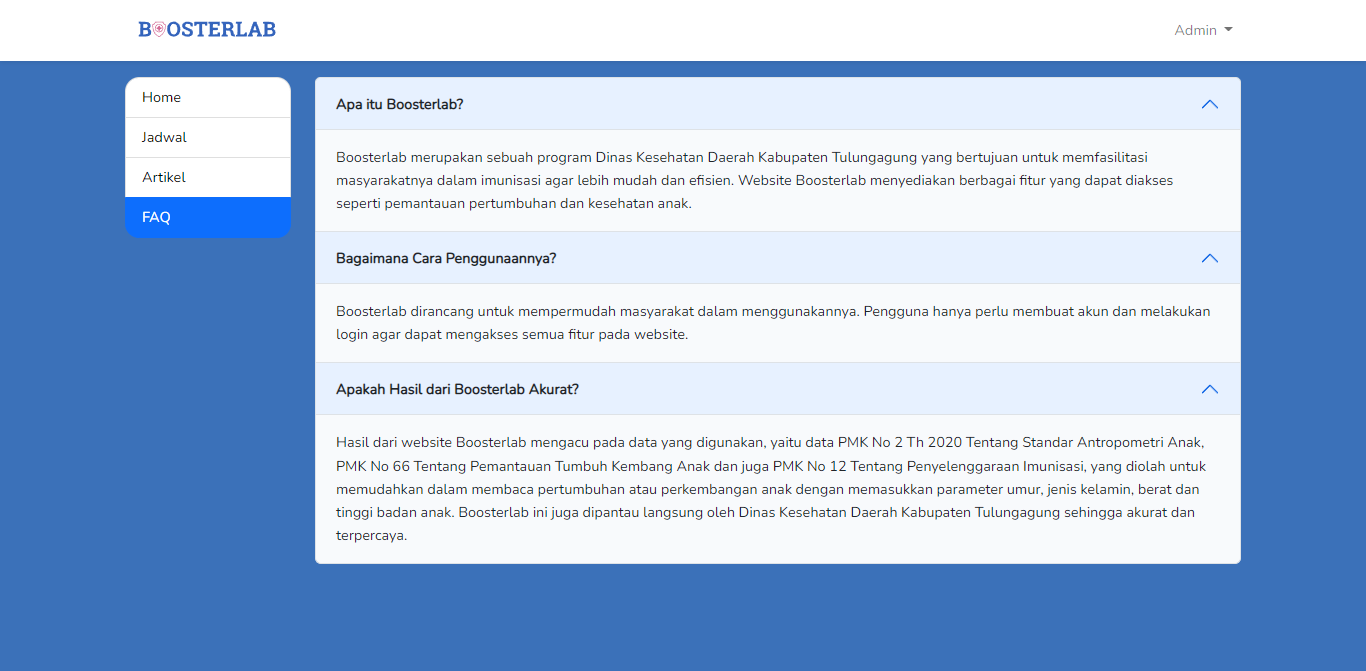 BOOSTERLAB
Admin
Home
Jadwal
Artikel
FAQ
Apa itu Boosterlab?
Boosterlab merupakan sebuah program Dinas Kesehatan Daerah Kabupaten Tulungagung yang bertujuan untuk memfasilitasi
masyarakatnya dalam imunisasi agar lebih mudah dan efisien. Website Boosterlab menyediakan berbagai fitur yang dapat diakses
seperti pemantauan pertumbuhan dan kesehatan anak.
Bagaimana Cara Penggunaannya?
Boosterlab dirancang untuk mempermudah masyarakat dalam menggunakannya. Pengguna hanya perlu membuat akun dan melakukan
login agar dapat mengakses semua fitur pada website.
Apakah Hasil dari Boosterlab Akurat?
Hasil dari website Boosterlab mengacu pada data yang digunakan, yaitu data PMK No 2 Th 2020 Tentang Standar Antropometri Anak,
PMK No 66 Tentang Pemantauan Tumbuh Kembang Anak dan juga PMK No 12 Tentang Penyelenggaraan Imunisasi, yang diolah untuk
memudahkan dalam membaca pertumbuhan atau perkembangan anak dengan memasukkan parameter umur, jenis kelamin, berat dan
tinggi badan anak. Boosterlab ini juga dipantau langsung oleh Dinas Kesehatan Daerah Kabupaten Tulungagung sehingga akurat dan
terpercaya.